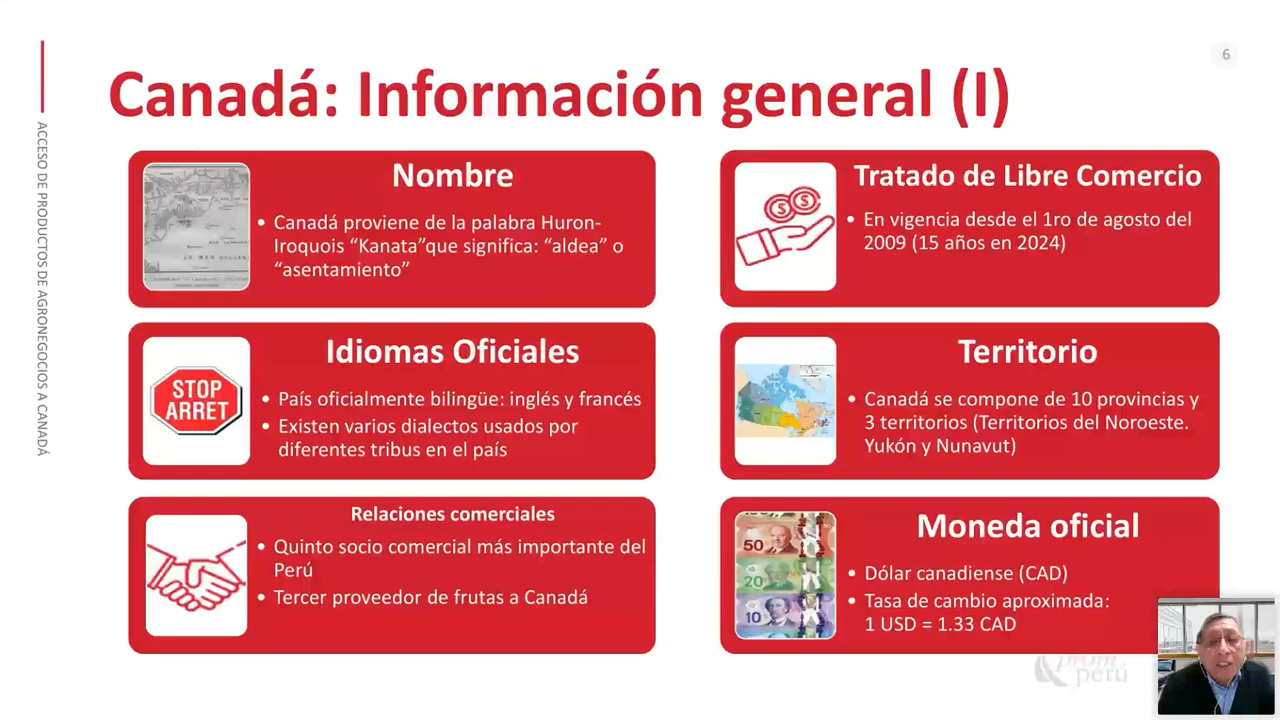 6
Canadá: Información general (I)
ACCESO DE PRODUCTOS DE AGRONEGOCIOS A CANADÁ
Nombre
• Canadá proviene de la palabra Huron-
Iroquois “Kanata”que significa: “aldea” o
“asentamiento”
Tratado de Libre Comercio
• En vigencia desde el 1ro de agosto del
2009 (15 años en 2024)
STOP
ARRET
Idiomas Oficiales
• País oficialmente bilingüe: inglés y francés
• Existen varios dialectos usados por
diferentes tribus en el país
Territorio
• Canadá se compone de 10 provincias y
3 territorios (Territorios del Noroeste.
Yukón y Nunavut)
Relaciones comerciales
• Quinto socio comercial más importante del
Perú
• Tercer proveedor de frutas a Canadá
50
20
10
Moneda oficial
• Dólar canadiense (CAD)
• Tasa de cambio aproximada:
1 USD = 1.33 CAD
prom
perú